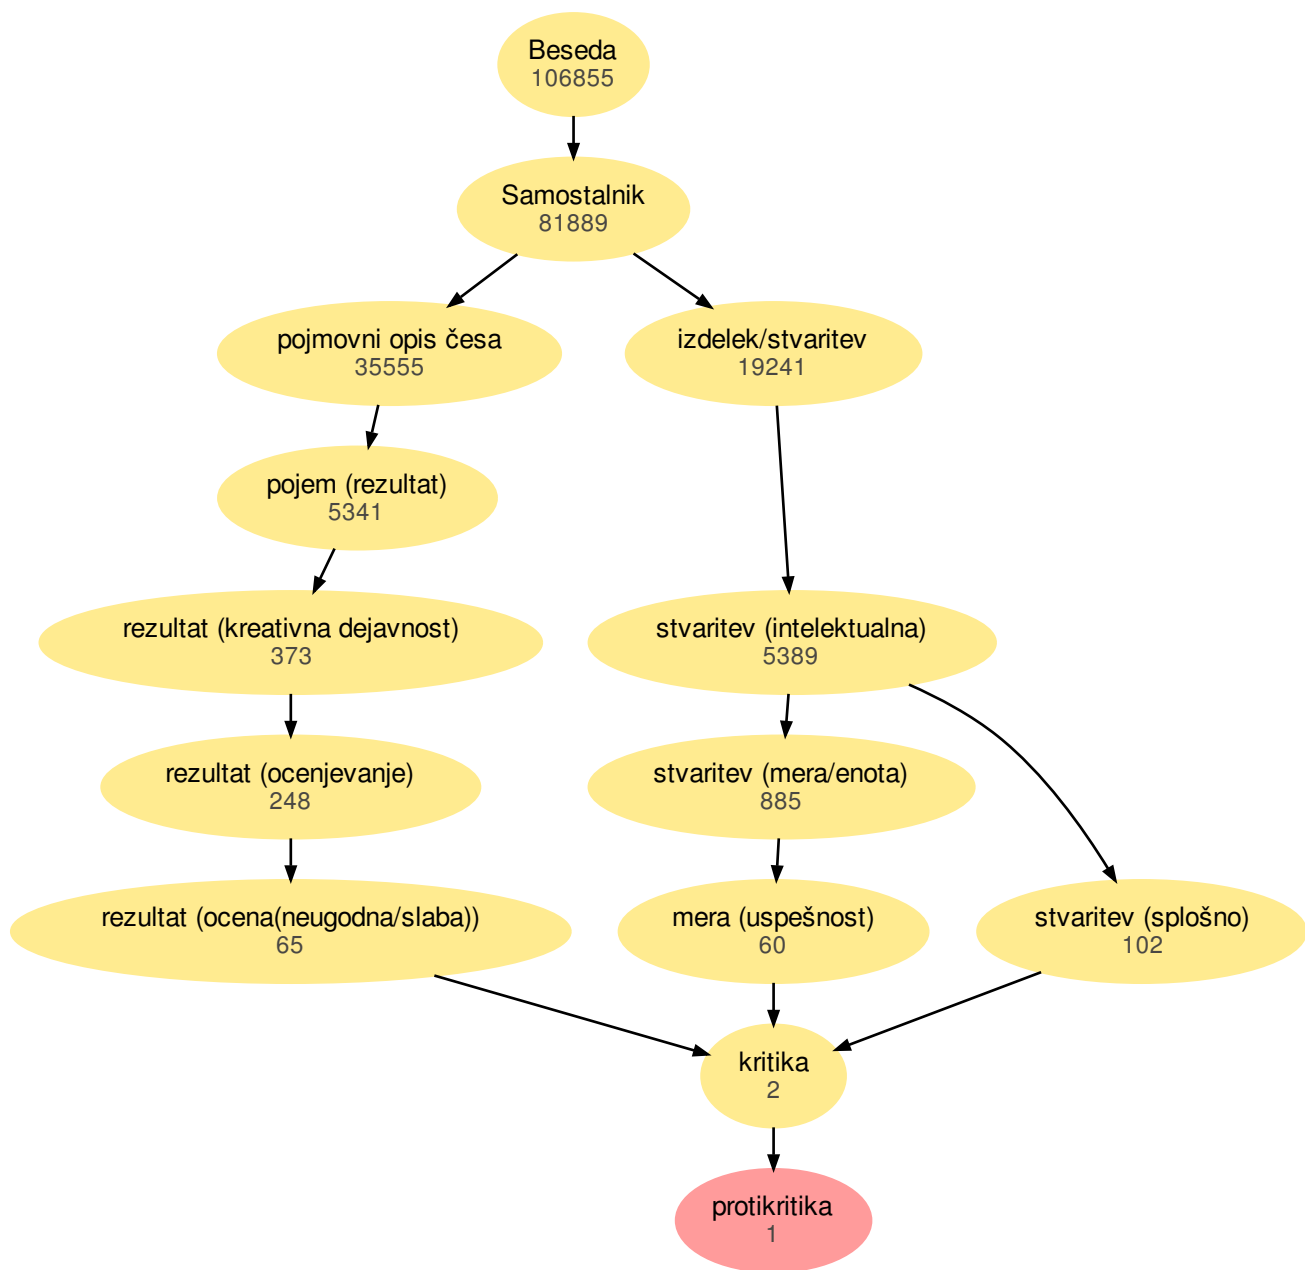 Beseda
106855
Samostalnik
81889
pojmovni opis česa
35555
izdelek/stvaritev
19241
pojem (rezultat)
5341
rezultat (kreativna dejavnost)
373
stvaritev (intelektualna)
5389
rezultat (ocenjevanje)
248
stvaritev (mera/enota)
885
rezultat (ocena(neugodna/slaba))
65
mera (uspešnost)
60
stvaritev (splošno)
102
kritika
2
protikritika
1